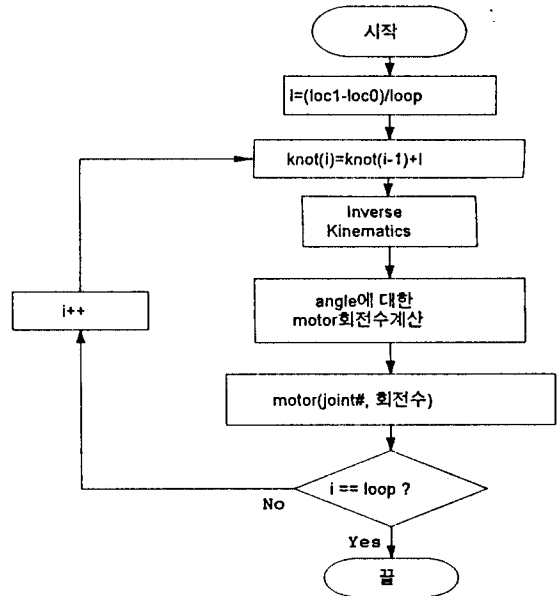 시작
l=(loc1-loc0)/loop
knot(i)=knot(i-1)+l
Inverse
Kinematics
angle에 대한
motor회전수계산
i++
motor(joint#, 회전수)
i == loop ?
No
Yes
끝